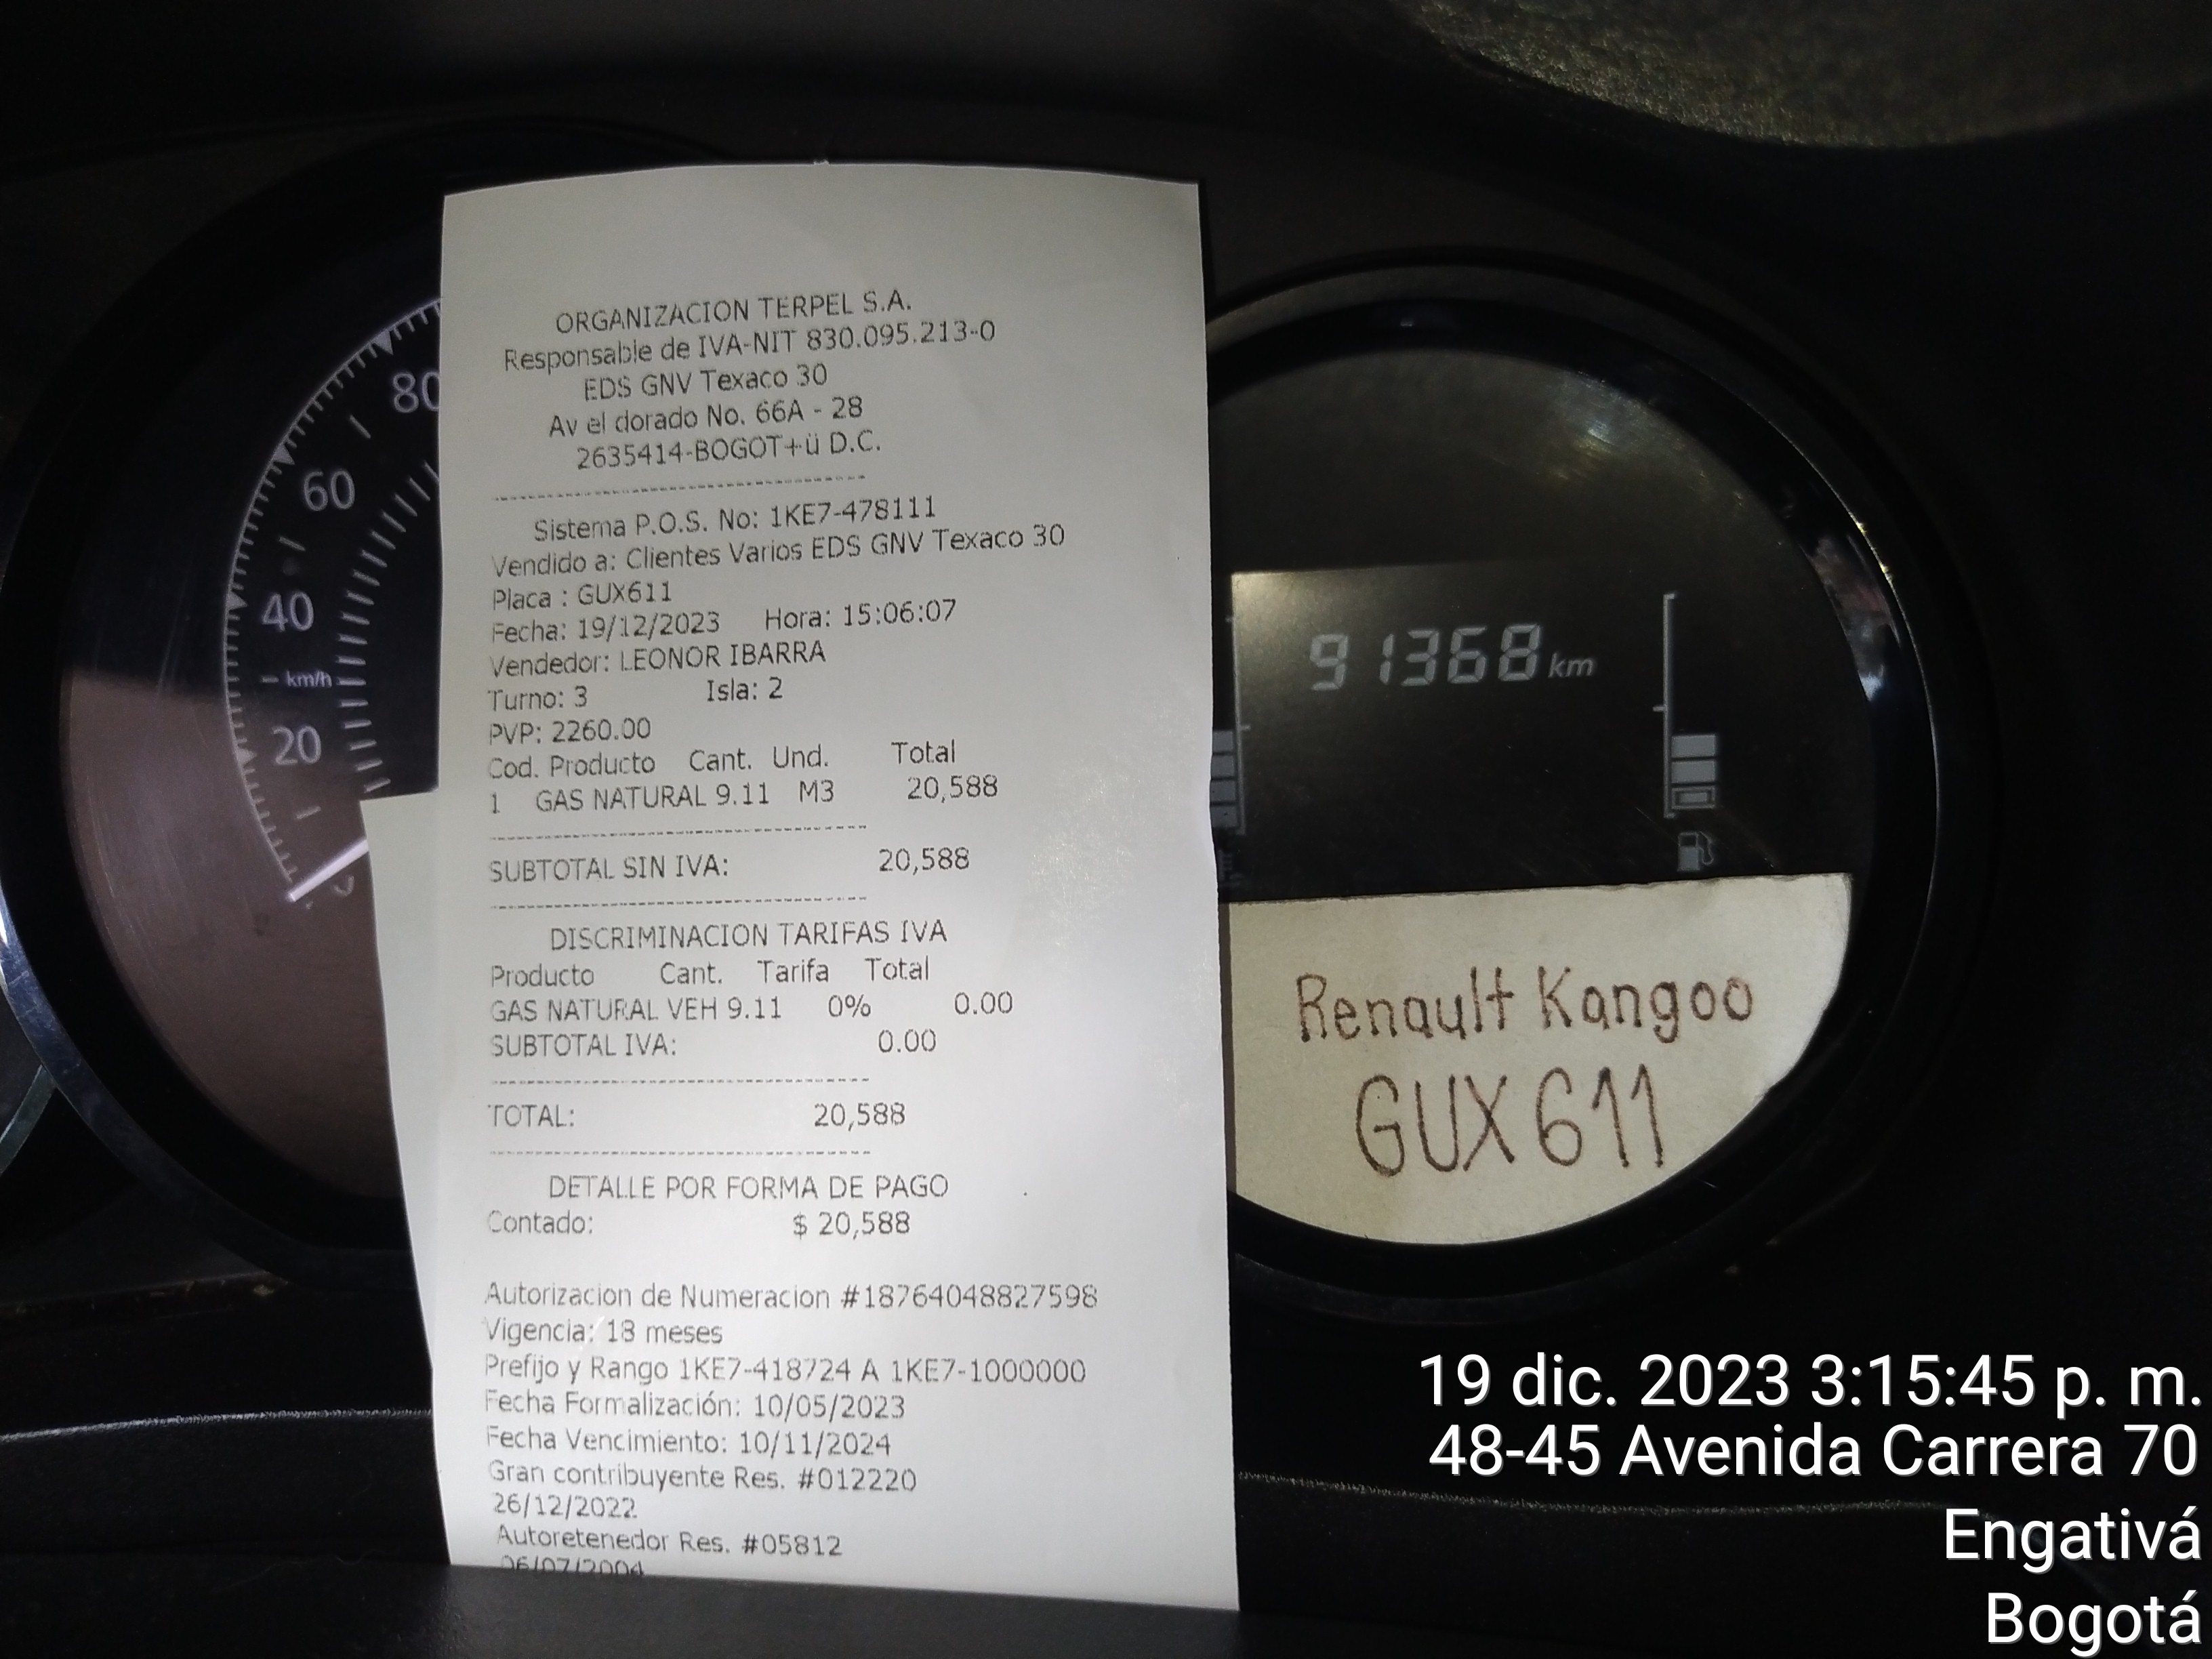 ORGANIZACION TERPEL S.A.
Responsable de IVA-NIT 830.095.213-0
EDS GNV Texaco 30
Av el dorado No. 66A - 28
2635414-BOGOT+ü D.C.
Sistema P.O.S. No: 1KE7-478111
Vendido a: Clientes Varios EDS GNV Texaco 30
Placa : GUX611
Fecha: 19/12/2023 Hora: 15:06:07
Vendedor: LEONOR IBARRA
Turno: 3 Isla: 2
PVP: 2260.00
Cod. Producto Cant. Und. Total
1 GAS NATURAL 9.11 M3 20,588
SUBTOTAL SIN IVA: 20,588
DISCRIMINACION TARIFAS IVA
Producto Cant. Tarifa Total
GAS NATURAL VEH 9.11 0% 0.00
SUBTOTAL IVA: 0.00
TOTAL: 20,588
DETALLE POR FORMA DE PAGO
Contado: $ 20,588
Autorizacion de Numeracion #18764048827598
Vigencia: 18 meses
Prefijo y Rango 1KE7-418724 A 1KE7-1000000
Fecha Formalización: 10/05/2023
Fecha Vencimiento: 10/11/2024
Gran contribuyente Res. #012220
26/12/2022
Autoretenedor Res. #05812
06/07/2004
80
60
40
km/h
20
91368 km
Renault Kangoo
GUX611
19 dic. 2023 3:15:45 p. m.
48-45 Avenida Carrera 70
Engativá
Bogotá